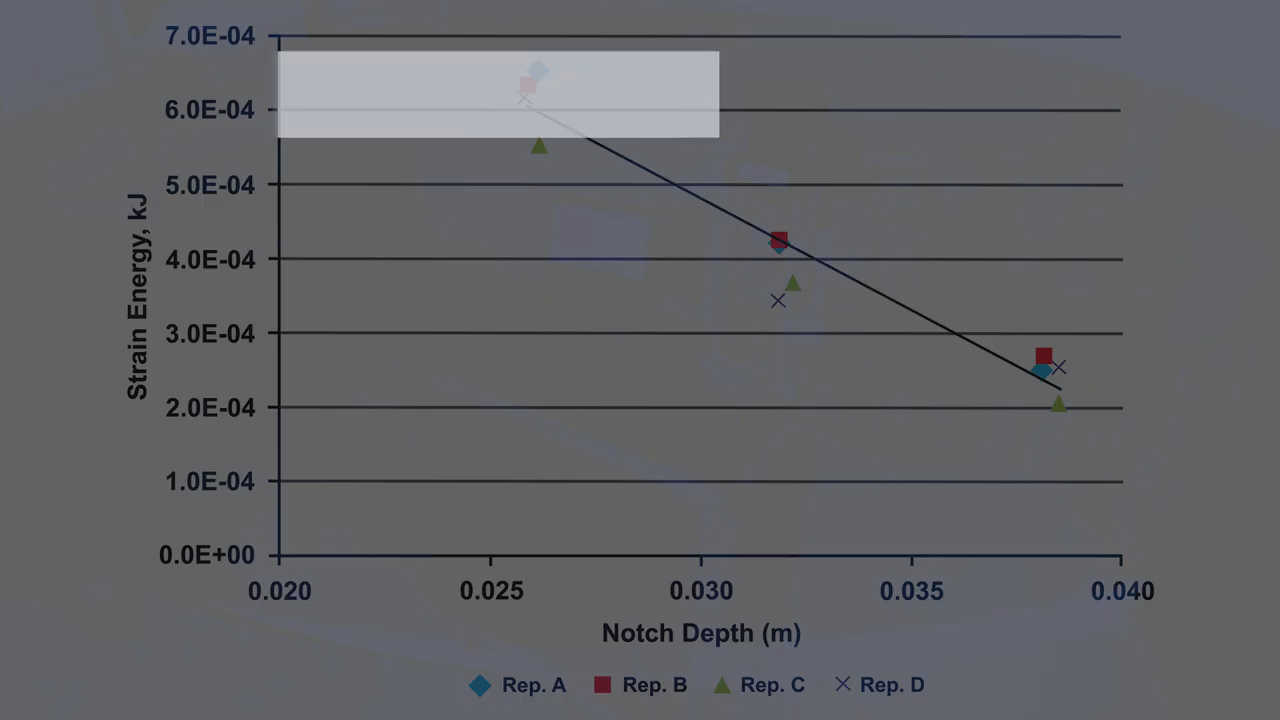 7.0E-04
6.0E-04
5.0E-04
4.0E-04
3.0E-04
2.0E-04
1.0E-04
0.0E+00
Strain Energy, kJ
0.020 0.025 0.030 0.035 0.040
Notch Depth (m)
Rep. A Rep. B Rep. C Rep. D